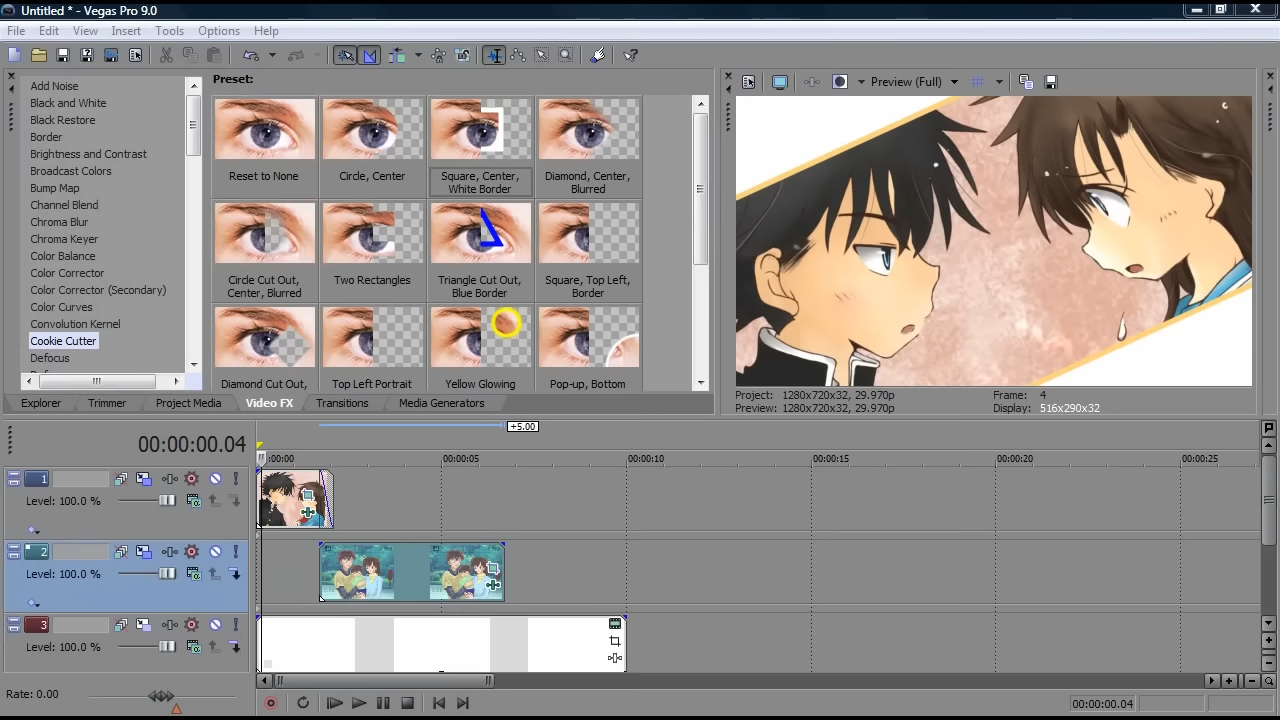 Untitled * - Vegas Pro 9.0
File Edit View Insert Tools Options Help
Add Noise
Black and White
Black Restore
Border
Brightness and Contrast
Broadcast Colors
Bump Map
Channel Blend
Chroma Blur
Chroma Keyer
Color Balance
Color Corrector
Color Corrector (Secondary)
Color Curves
Convolution Kernel
Cookie Cutter
Defocus
Preset:
Reset to None
Circle, Center
Square, Center,
White Border
Diamond, Center,
Blurred
Circle Cut Out,
Center, Blurred
Two Rectangles
Triangle Cut Out,
Blue Border
Square, Top Left,
Border
Diamond Cut Out,
Top Left Portrait
Yellow Glowing
Pop-up, Bottom
Explorer Trimmer Project Media Video FX Transitions Media Generators
Preview (Full)
Project: 1280x720x32, 29.970p Frame: 4
Preview: 1280x720x32, 29.970p Display: 516x290x32
+5.00
00:00:00.04
:00:00 00:00:05 00:00:10 00:00:15 00:00:20 00:00:25
1
Level: 100.0 %
2
Level: 100.0 %
3
Level: 100.0 %
Rate: 0.00
00:00:00.04